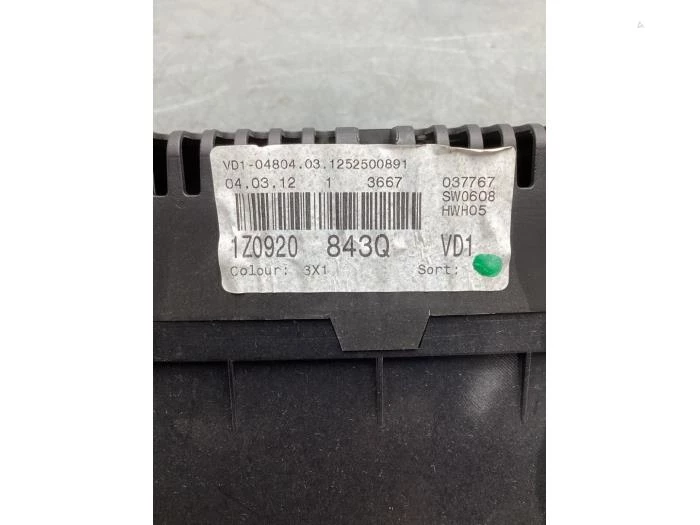 VD1-04804.03.1252500891
04.03.12 1 3667 037767
SW0608
HWH05
1Z0920 843Q VD1
Colour: 3X1 Sort: